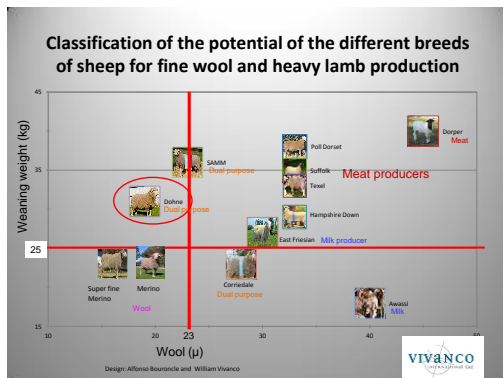 Classification of the potential of the different breeds
of sheep for fine wool and heavy lamb production
45
Weaning weight (kg)
35
25
15
SAMM
Dual purpose
Dohne
Dual purpose
Poll Dorset
Suffolk
Texel
Meat producers
Dorper
Meat
Hampshire Down
East Friesian
Milk producer
Super fine
Merino
Merino
Wool
Corriedale
Dual purpose
Awassi
Milk
10
20
23
30
40
50
Wool (µ)
Design: Alfonso Bouroncle and William Vivanco
VIVANCO
International Ltd